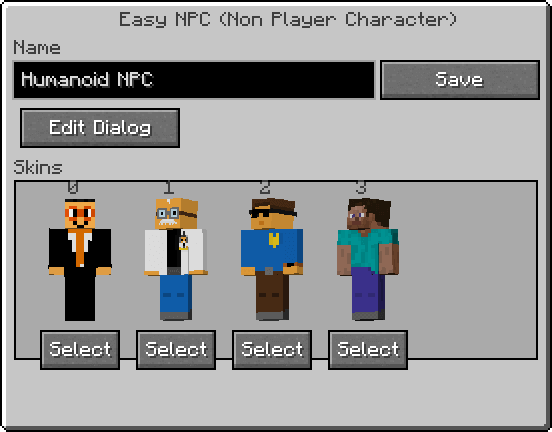 Easy NPC (Non Player Character)
Name
Humanoid NPC
Save
Edit Dialog
Skins
0 1 2 3
Select Select Select Select